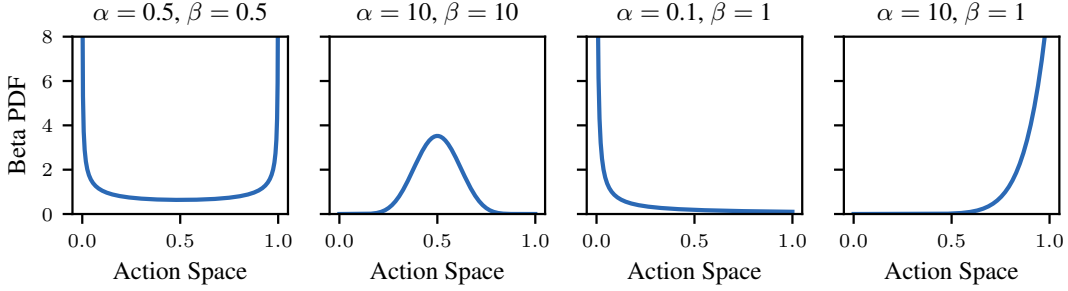 α = 0.5, β = 0.5
α = 10, β = 10
α = 0.1, β = 1
α = 10, β = 1
Beta PDF
8
6
4
2
0
0.0 0.5 1.0
0.0 0.5 1.0
0.0 0.5 1.0
0.0 0.5 1.0
Action Space
Action Space
Action Space
Action Space